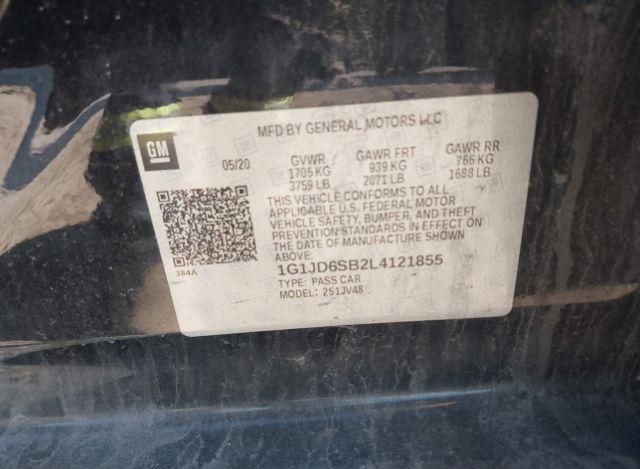 MFD BY GENERAL MOTORS LLC
GM
05/20
GVWR GAWR FRT GAWR RR
1705 KG 939 KG 766 KG
3759 LB 2071 LB 1688 LB
THIS VEHICLE CONFORMS TO ALL
APPLICABLE U.S. FEDERAL MOTOR
VEHICLE SAFETY, BUMPER, AND THEFT
PREVENTION STANDARDS IN EFFECT ON
THE DATE OF MANUFACTURE SHOWN
ABOVE.
384A
1G1JD6SB2L4121855
TYPE: PASS CAR
MODEL: 251JV48